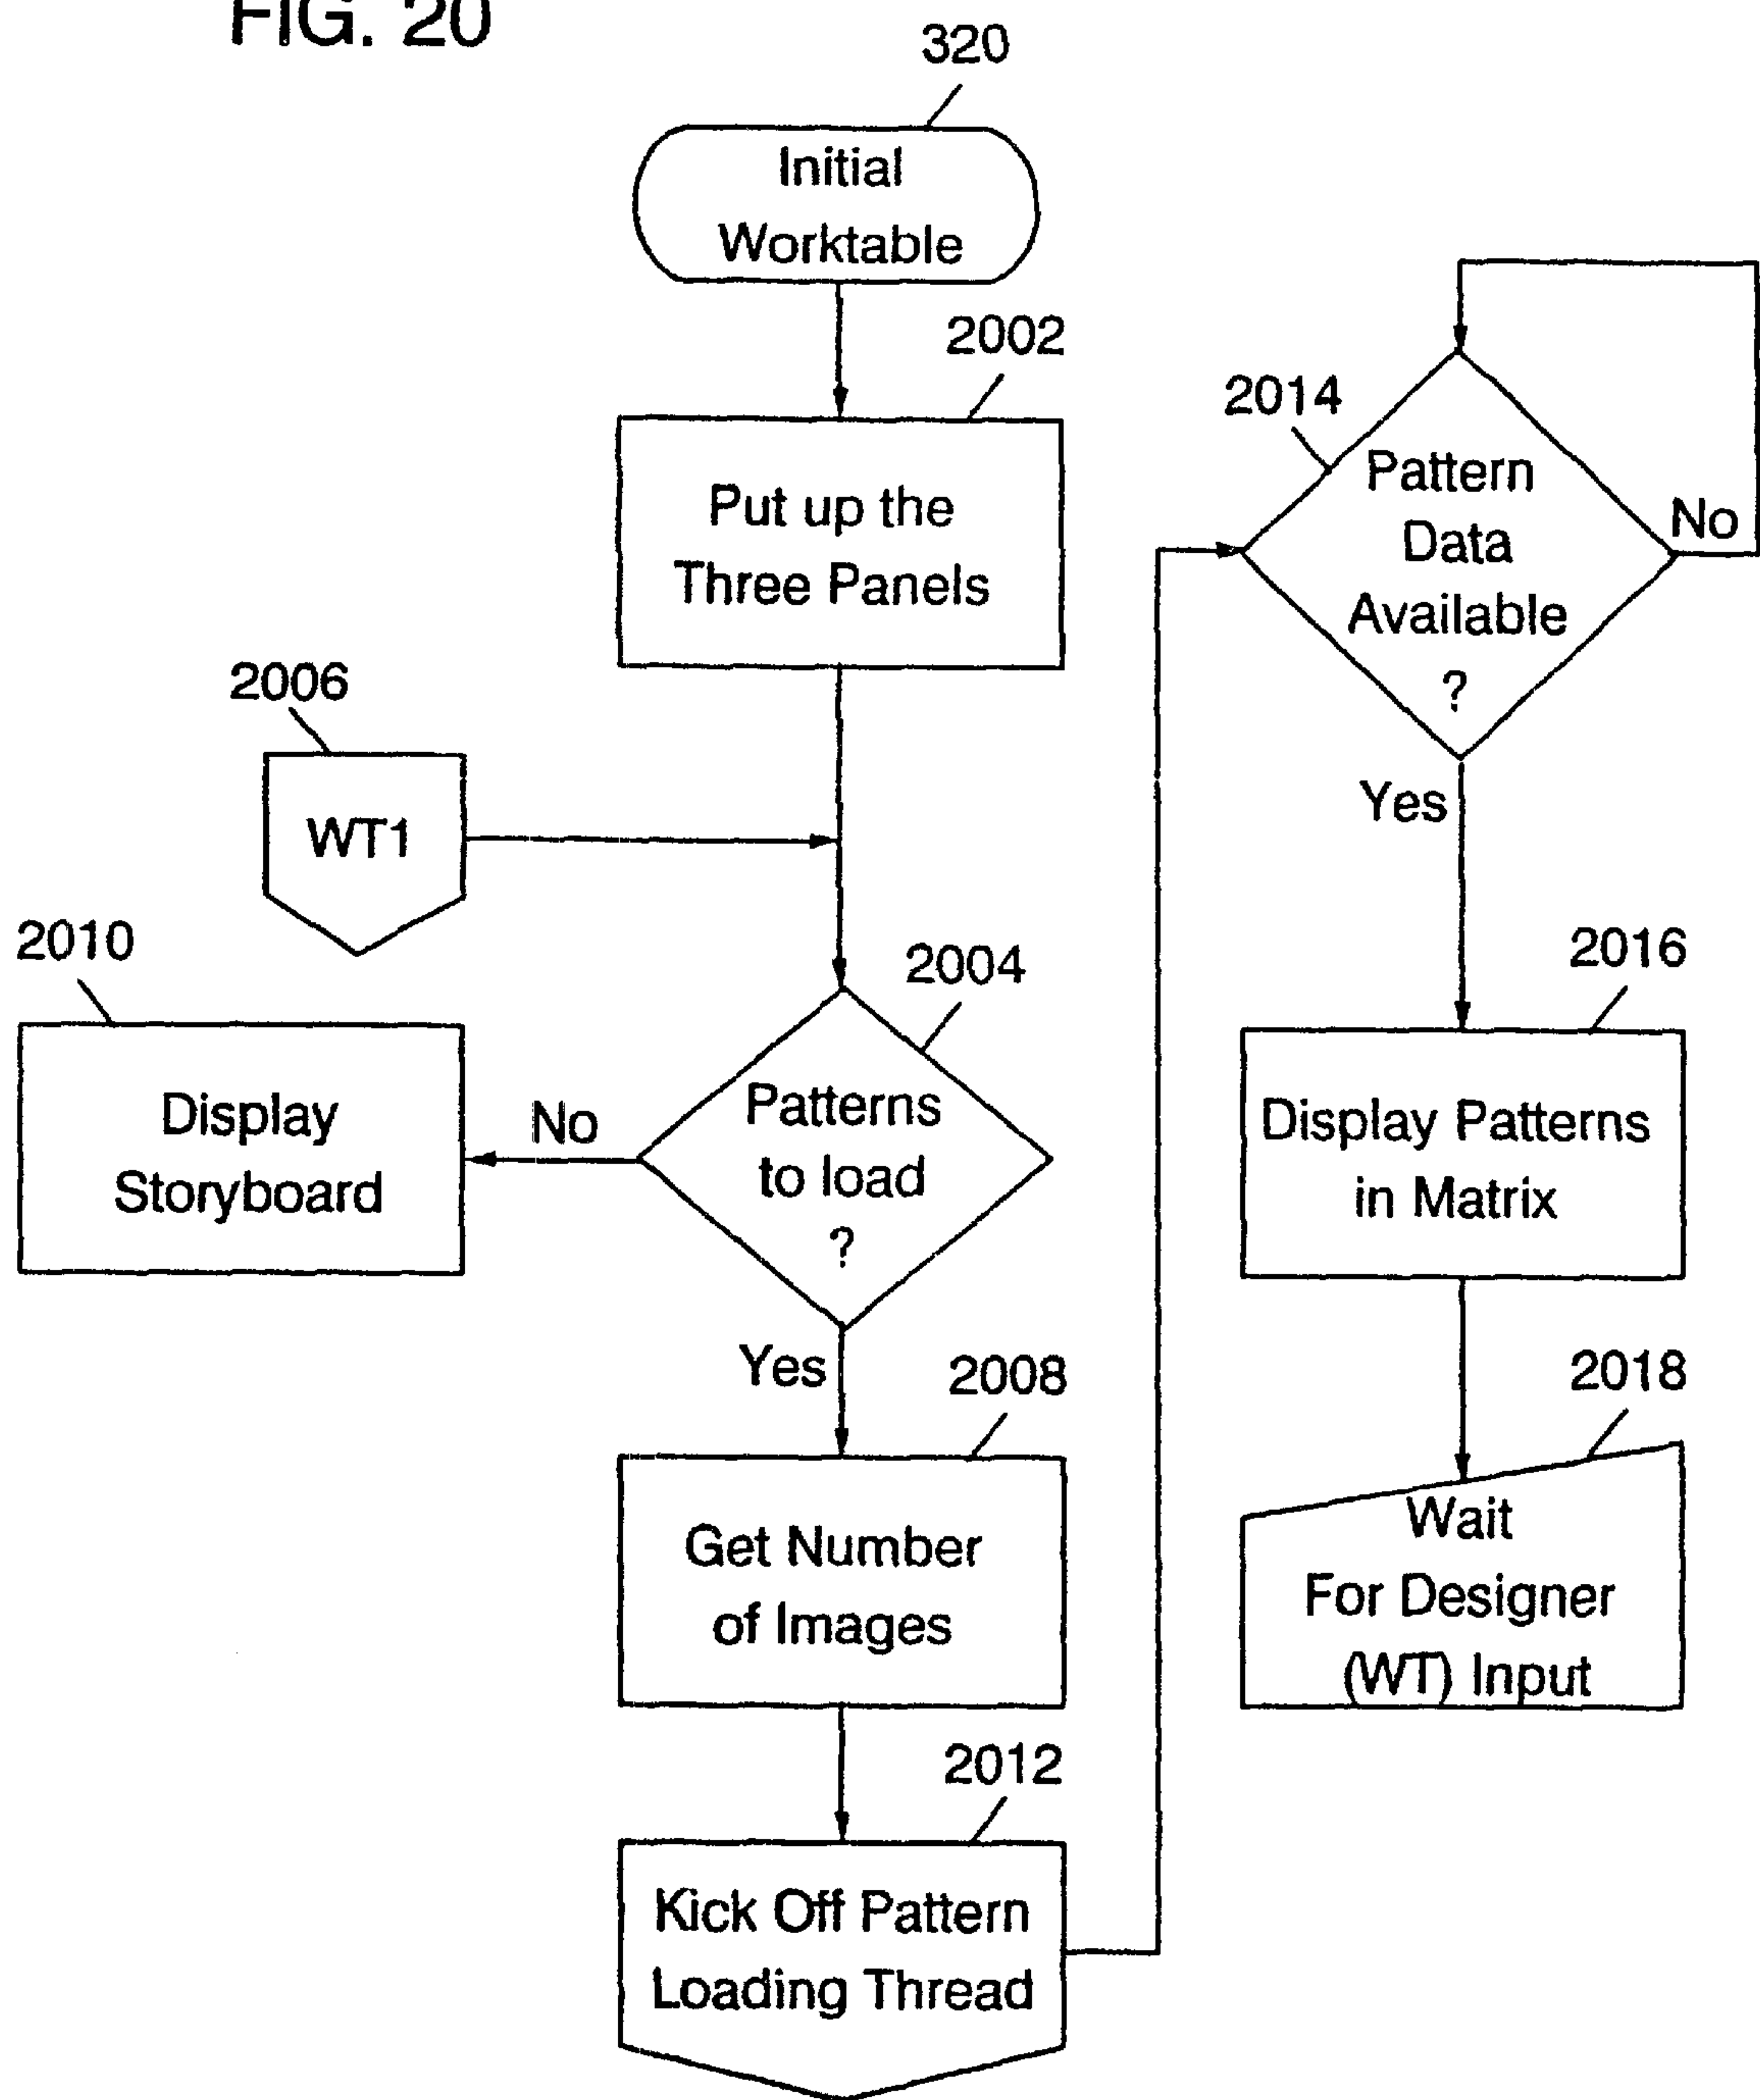 FIG. 20
320
Initial
Worktable
2002
Put up the
Three Panels
2006
WT1
2004
Patterns
to load
?
No
2010
Display
Storyboard
Yes
2008
Get Number
of Images
2012
Kick Off Pattern
Loading Thread
2014
Pattern
Data
Available
?
No
Yes
2016
Display Patterns
in Matrix
2018
Wait
For Designer
(WT) Input